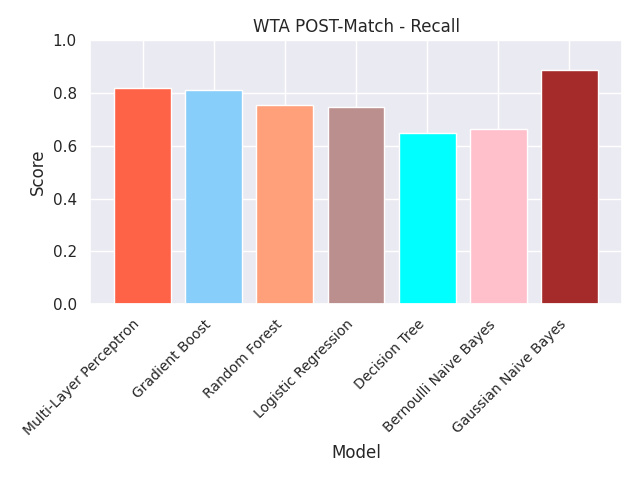 WTA POST-Match - Recall
1.0
0.8
0.6
0.4
0.2
0.0
Score
Multi-Layer Perceptron
Gradient Boost
Random Forest
Logistic Regression
Decision Tree
Bernoulli Naive Bayes
Gaussian Naive Bayes
Model